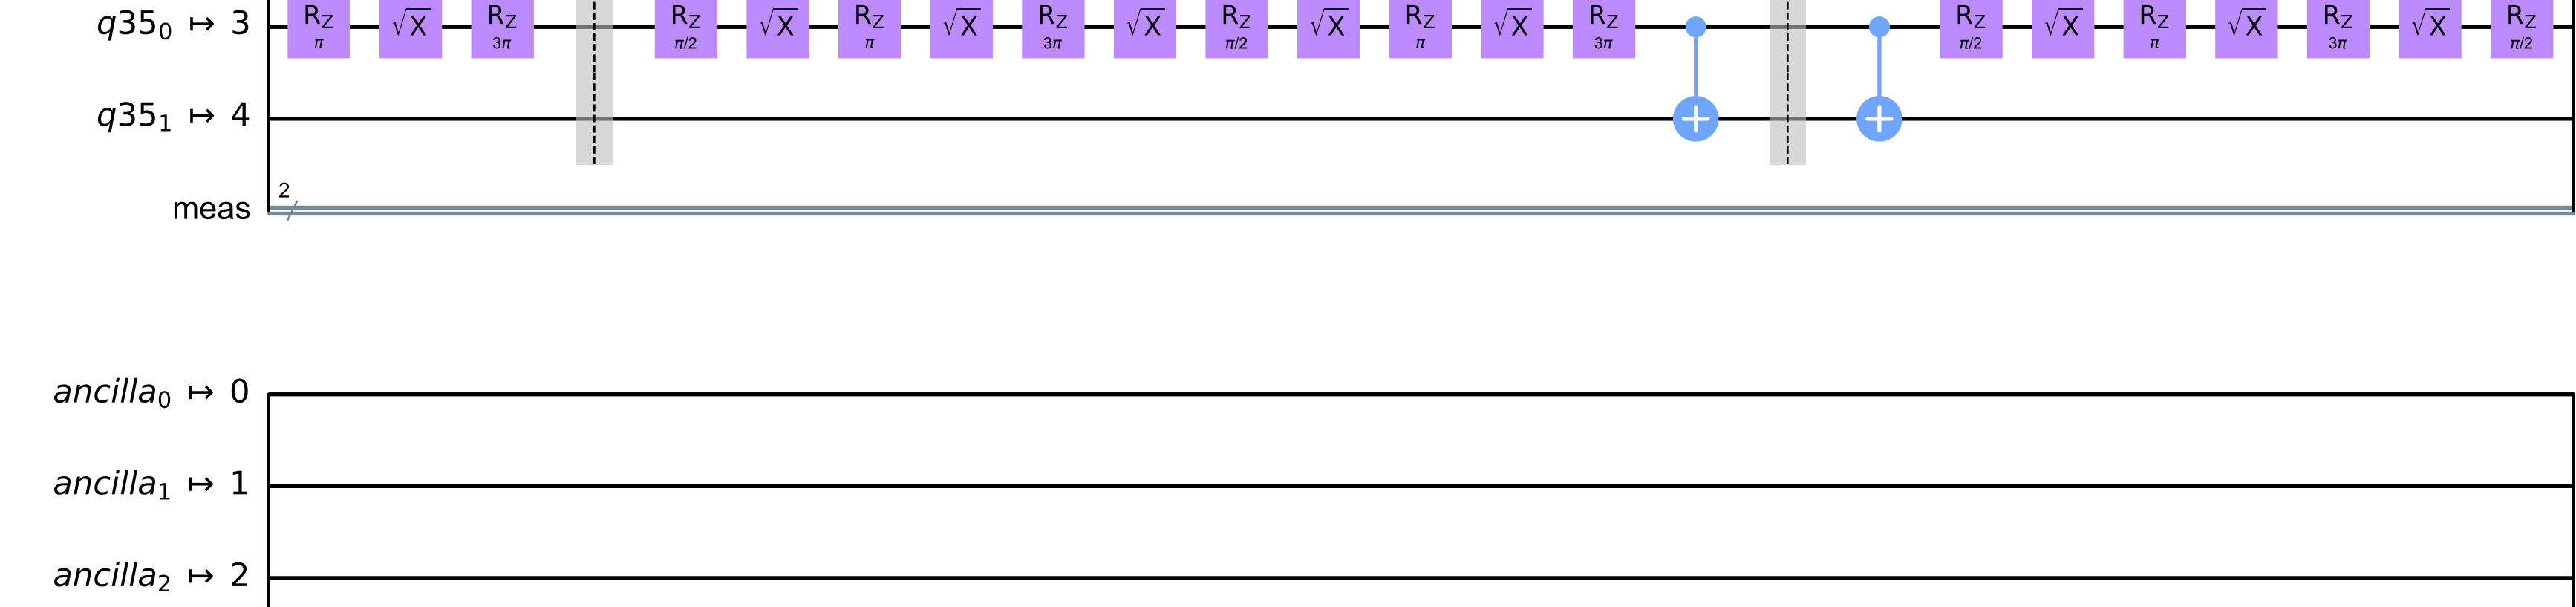 q35₀ ↦ 3 R_Z π √X R_Z 3π R_Z π/2 √X R_Z π √X R_Z 3π √X R_Z π/2 √X R_Z π √X R_Z 3π R_Z π/2 √X R_Z π √X R_Z 3π √X R_Z π/2
q35₁ ↦ 4
2
meas
ancilla₀ ↦ 0
ancilla₁ ↦ 1
ancilla₂ ↦ 2